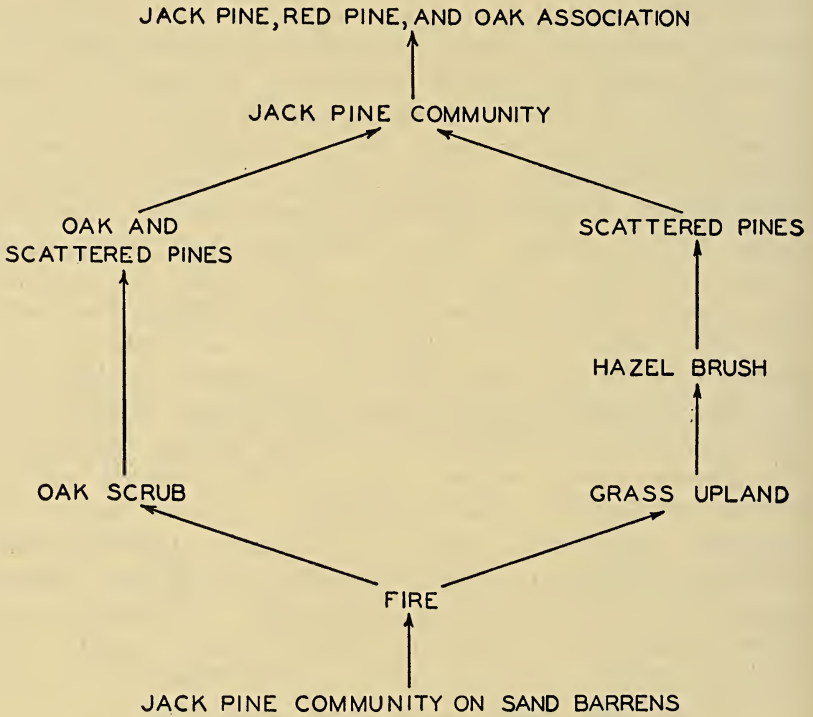 JACK PINE, RED PINE, AND OAK ASSOCIATION
JACK PINE COMMUNITY
OAK AND
SCATTERED PINES
SCATTERED PINES
HAZEL BRUSH
OAK SCRUB
GRASS UPLAND
FIRE
JACK PINE COMMUNITY ON SAND BARRENS